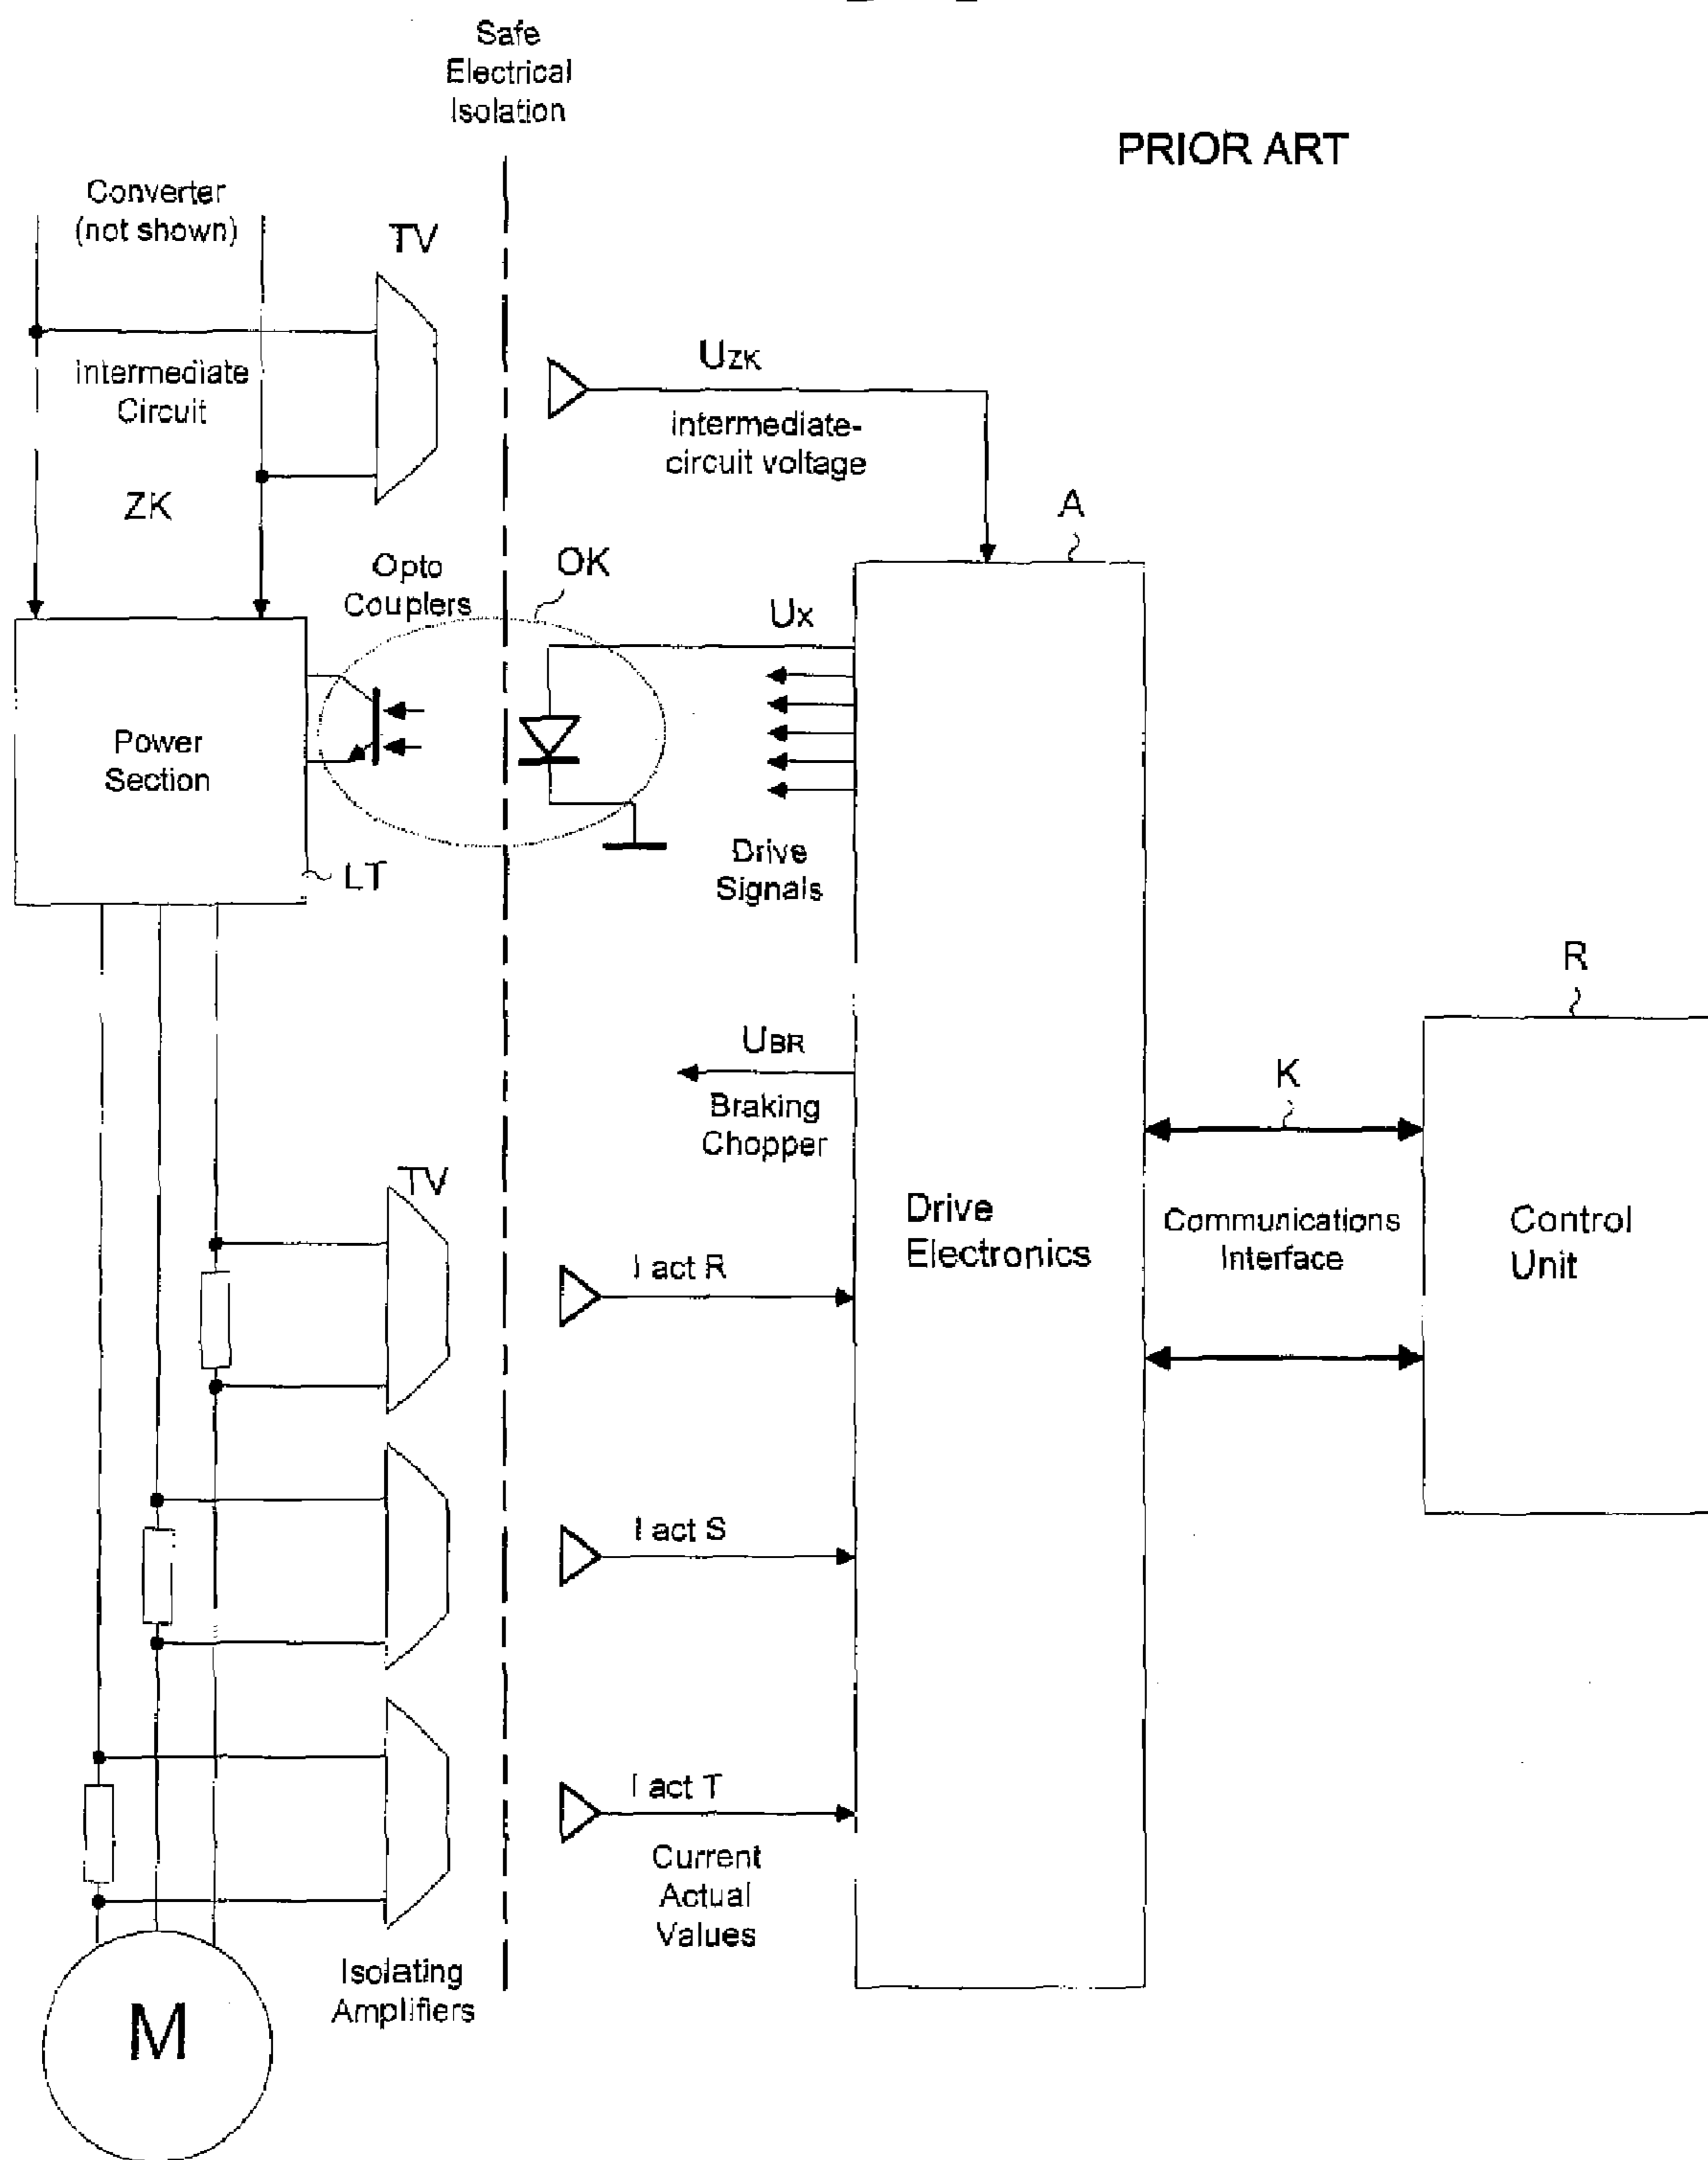 Safe
Electrical
Isolation
PRIOR ART
Converter
(not shown)
TV
UZK
intermediate-
circuit voltage
Intermediate
Circuit
ZK
A
Opto
Couplers
OK
UX
Power
Section
LT
Drive
Signals
R
UBR
Braking
Chopper
K
TV
Drive
Electronics
Communications
Interface
Control
Unit
I act R
I act S
I act T
Current
Actual
Values
Isolating
Amplifiers
M